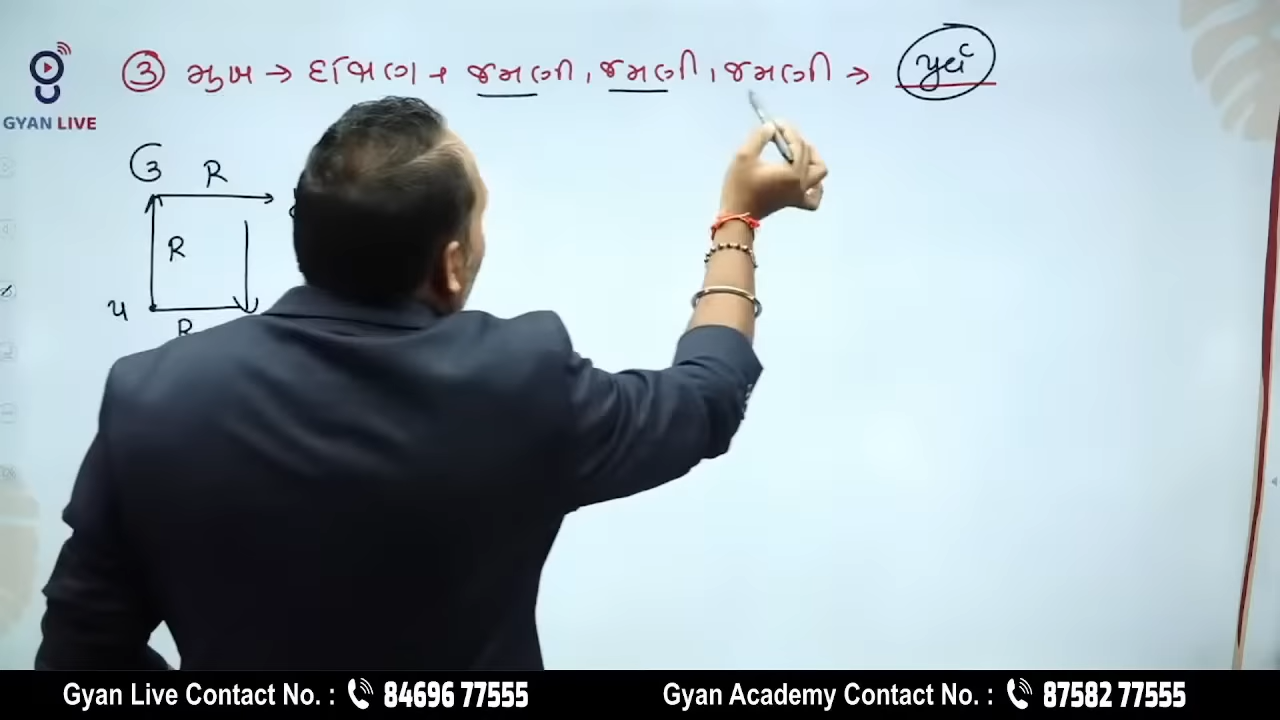 ③ મુખ → દક્ષિણ + જમણી, જમણી, જમણી → પૂર્વ
GYAN LIVE
ઉ R
R
પ
R
Gyan Live Contact No. : 84696 77555
Gyan Academy Contact No. : 87582 77555